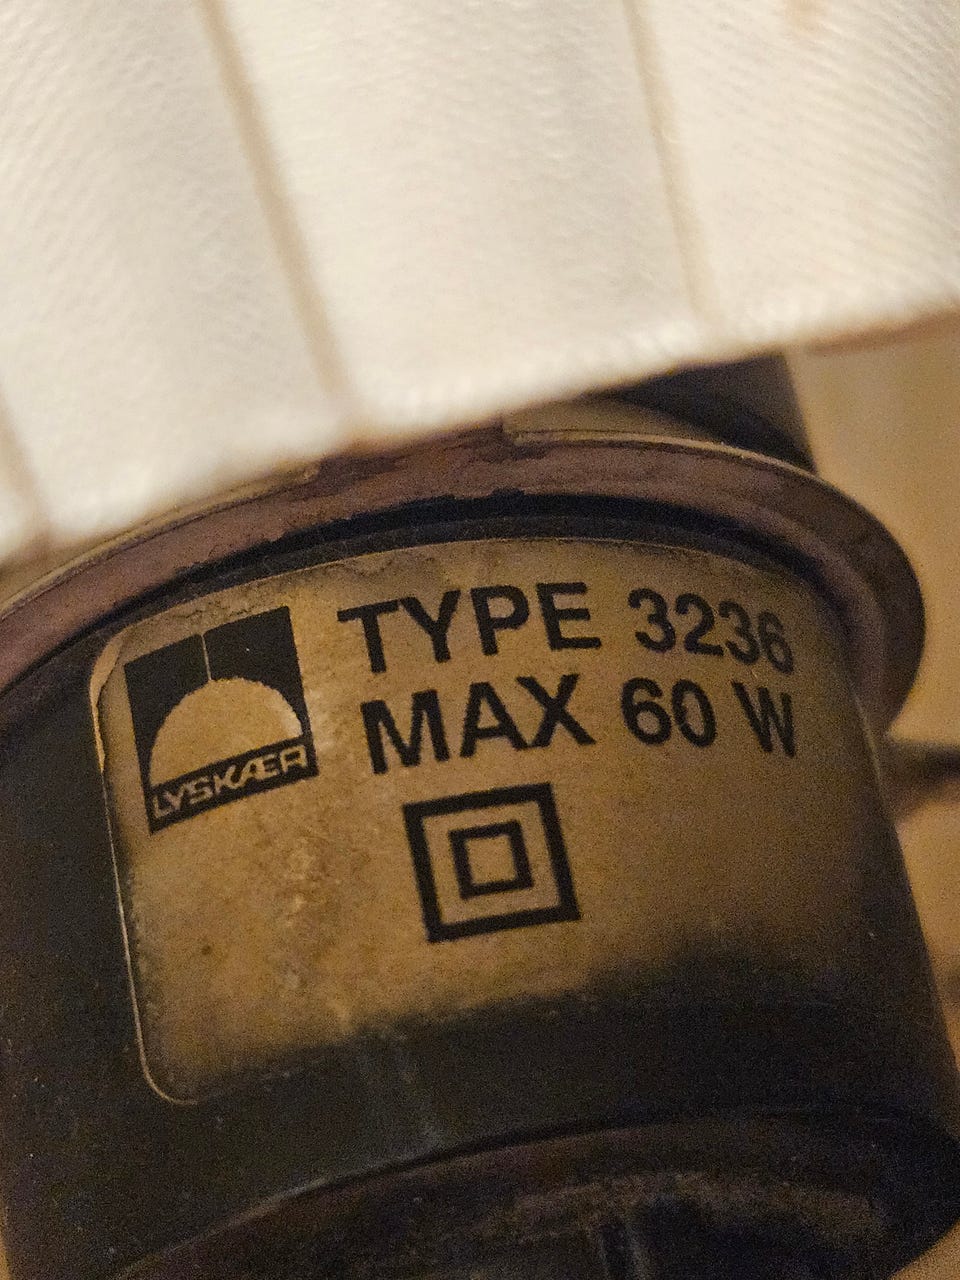 LYSKÆR
TYPE 3236
MAX 60 W